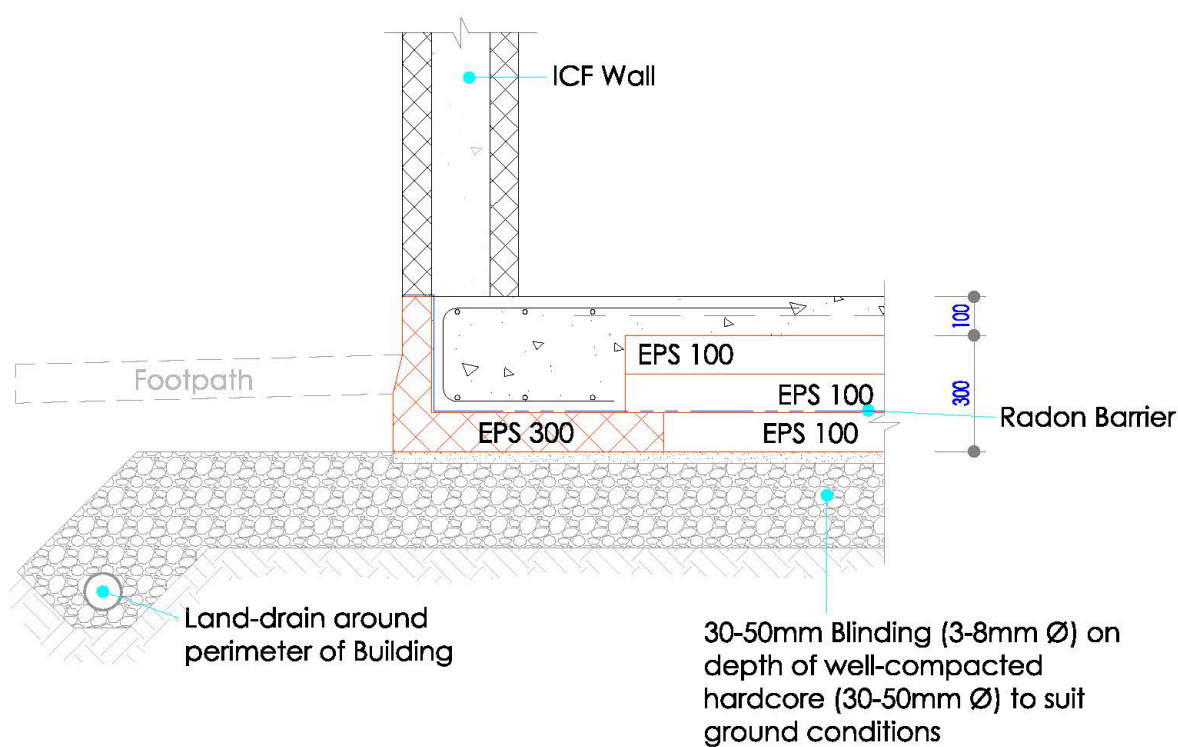 ICF Wall
100
EPS 100
Footpath
EPS 100
300
Radon Barrier
EPS 300
EPS 100
Land-drain around
perimeter of Building
30-50mm Blinding (3-8mm Ø) on
depth of well-compacted
hardcore (30-50mm Ø) to suit
ground conditions